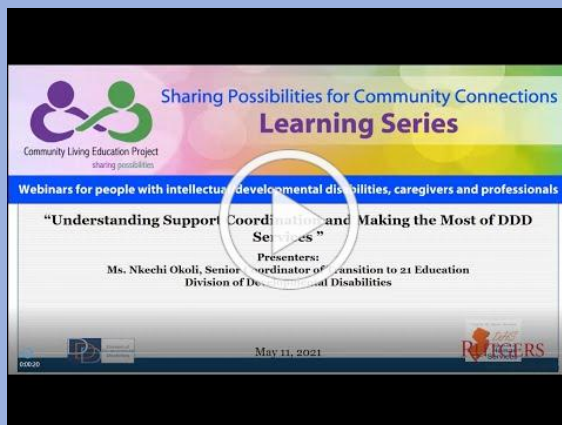 Sharing Possibilities for Community Connections
Learning Series
Community Living Education Project
sharing possibilities
Webinars for people with intellectual developmental disabilities, caregivers and professionals
“Understanding Support Coordination and Making the Most of DDD
Services ”
Presenters:
Ms. Nkechi Okoli, Senior Coordinator of Transition to 21 Education
Division of Developmental Disabilities
May 11, 2021
RUTGERS
0:00:20